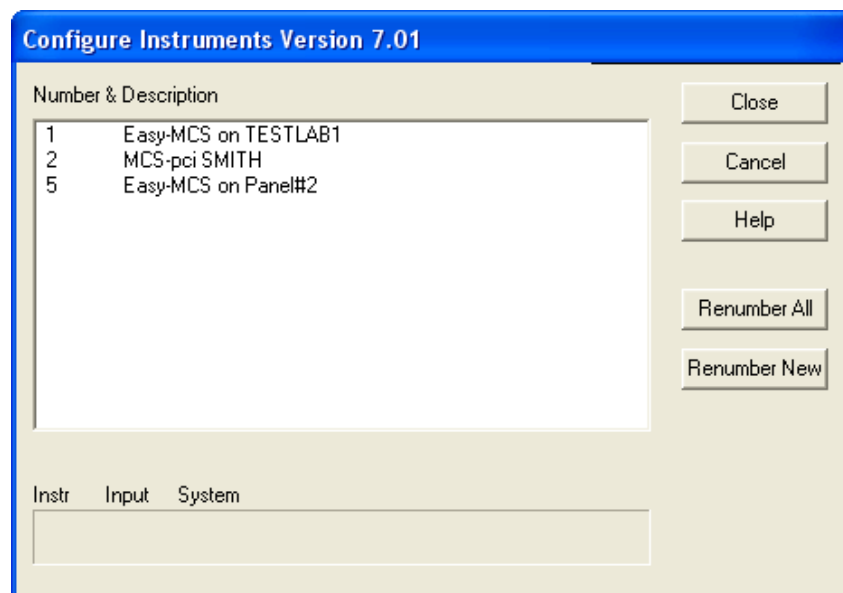 Configure Instruments Version 7.01
Number & Description
1 Easy-MCS on TESTLAB1
2 MCS-pci SMITH
5 Easy-MCS on Panel#2
Close
Cancel
Help
Renumber All
Renumber New
Instr Input System